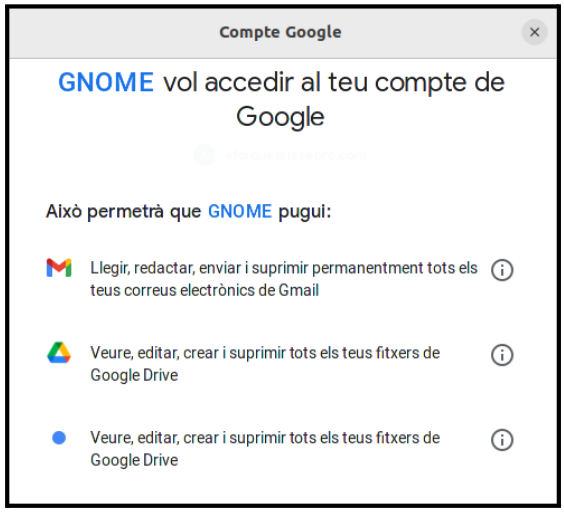 Compte Google
GNOME vol accedir al teu compte de
Google
Això permetrà que GNOME pugui:
Llegir, redactar, enviar i suprimir permanentment tots els
teus correus electrònics de Gmail
Veure, editar, crear i suprimir tots els teus fitxers de
Google Drive
Veure, editar, crear i suprimir tots els teus fitxers de
Google Drive